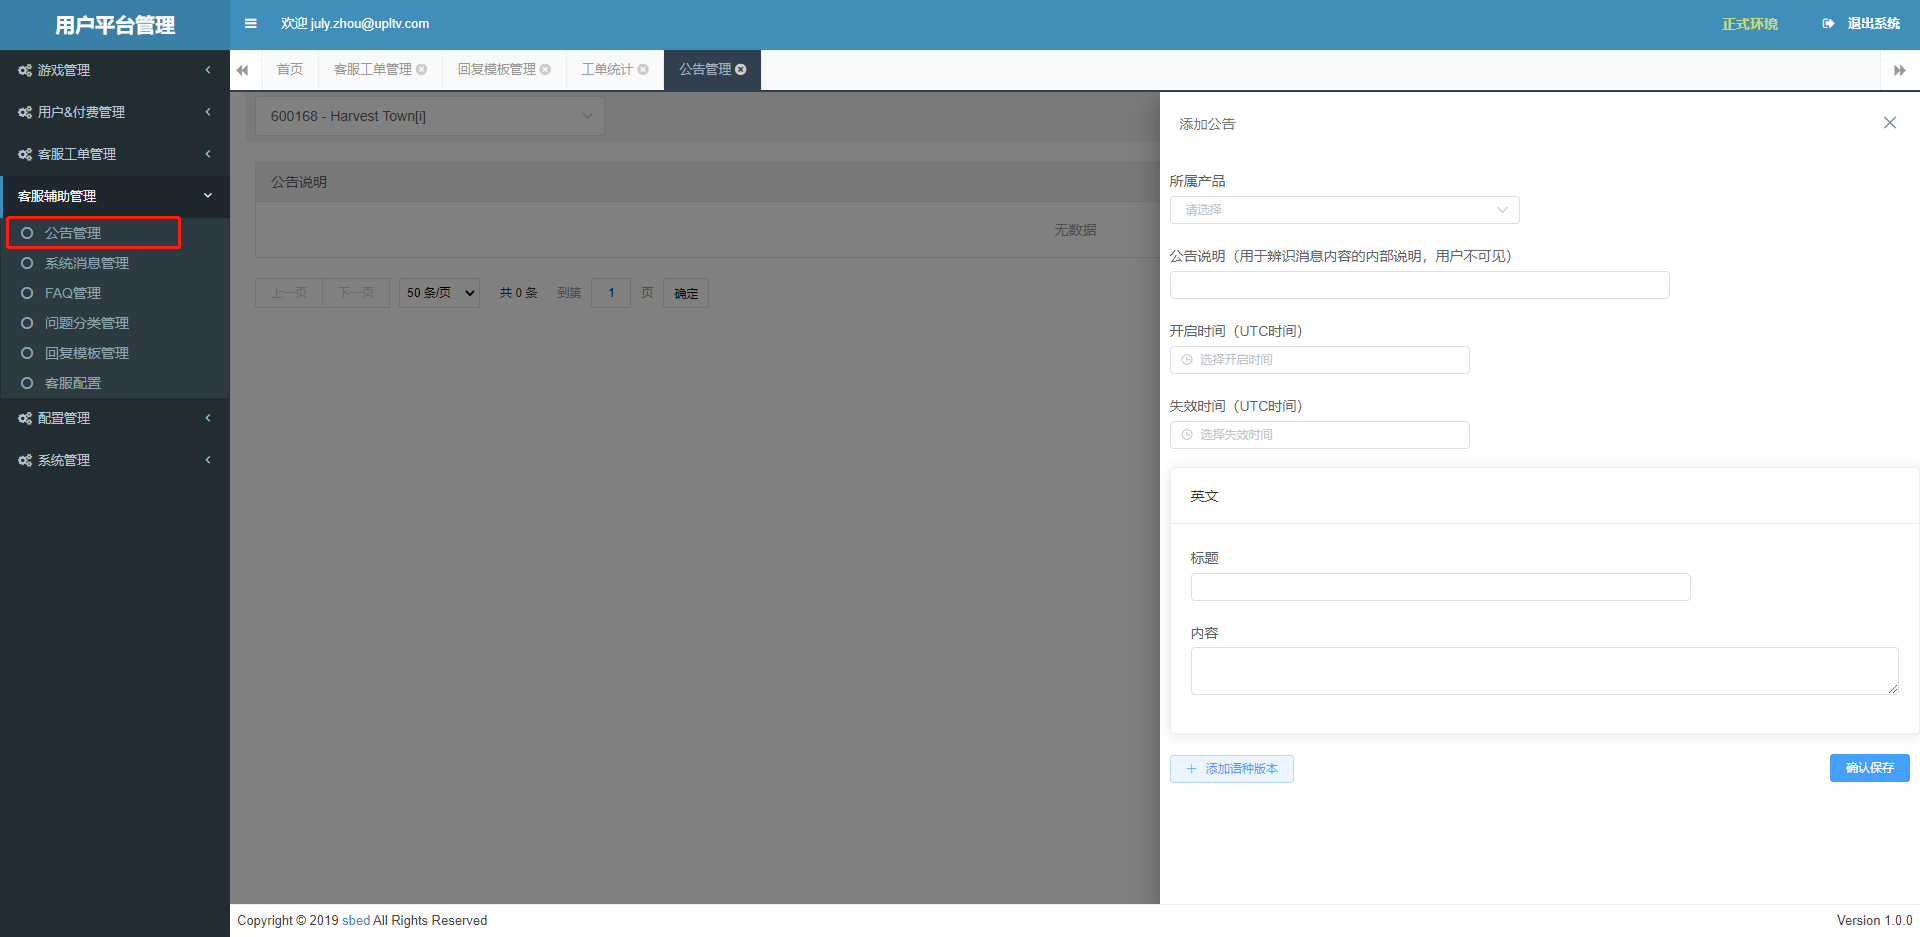 用户平台管理
欢迎 july.zhou@upltv.com
正式环境
退出系统
游戏管理
用户&付费管理
客服工单管理
客服辅助管理
公告管理
系统消息管理
FAQ管理
问题分类管理
回复模板管理
客服配置
配置管理
系统管理
首页
客服工单管理
回复模板管理
工单统计
公告管理
600168 - Harvest Town[i]
公告说明
无数据
上一页 下一页 50 条/页 共 0 条 到第 1 页 确定
添加公告
所属产品
请选择
公告说明（用于辨识消息内容的内部说明，用户不可见）
开启时间（UTC时间）
选择开启时间
失效时间（UTC时间）
选择失效时间
英文
标题
内容
添加语种版本
确认保存
Copyright © 2019 sbed All Rights Reserved
Version 1.0.0